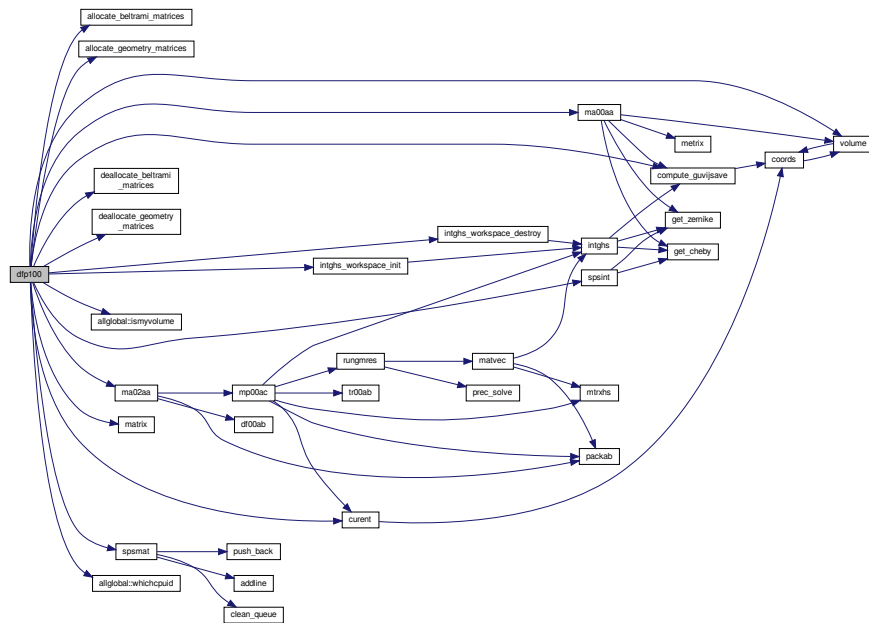 allocate_beltrami_matrices
allocate_geometry_matrices
ma00aa
metrix
volume
coords
compute_guvijsave
deallocate_beltrami
_matrices
deallocate_geometry
_matrices
get_zernike
intghs_workspace_destroy
intghs
get_cheby
dfp100
intghs_workspace_init
spsint
allglobal::ismyvolume
rungmres
matvec
ma02aa
mp00ac
tr00ab
prec_solve
mtrxhs
matrix
df00ab
packab
curent
spsmat
push_back
allglobal::whichcpuid
addline
clean_queue